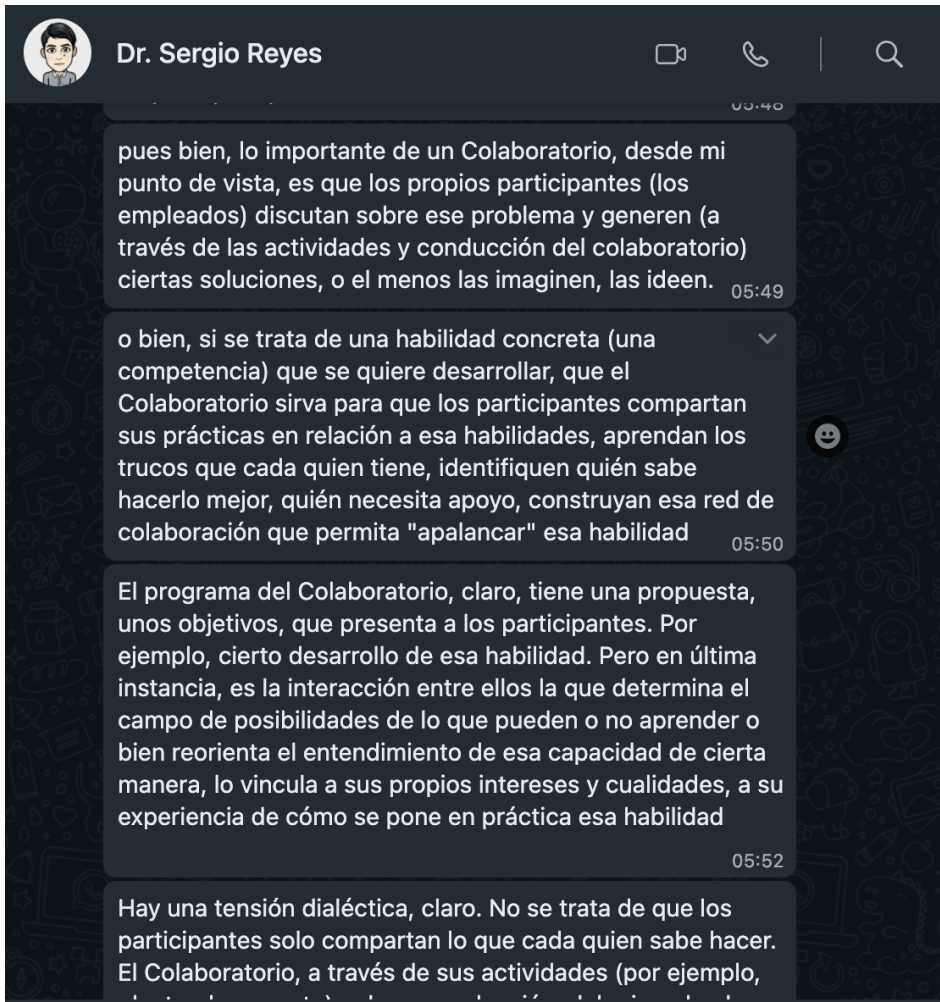 Dr. Sergio Reyes
05:48
pues bien, lo importante de un Colaboratorio, desde mi
punto de vista, es que los propios participantes (los
empleados) discutan sobre ese problema y generen (a
través de las actividades y conducción del colaboratorio)
ciertas soluciones, o el menos las imaginen, las ideen.
05:49
o bien, si se trata de una habilidad concreta (una
competencia) que se quiere desarrollar, que el
Colaboratorio sirva para que los participantes compartan
sus prácticas en relación a esa habilidades, aprendan los
trucos que cada quien tiene, identifiquen quién sabe
hacerlo mejor, quién necesita apoyo, construyan esa red de
colaboración que permita "apalancar" esa habilidad
05:50
El programa del Colaboratorio, claro, tiene una propuesta,
unos objetivos, que presenta a los participantes. Por
ejemplo, cierto desarrollo de esa habilidad. Pero en última
instancia, es la interacción entre ellos la que determina el
campo de posibilidades de lo que pueden o no aprender o
bien reorienta el entendimiento de esa capacidad de cierta
manera, lo vincula a sus propios intereses y cualidades, a su
experiencia de cómo se pone en práctica esa habilidad
05:52
Hay una tensión dialéctica, claro. No se trata de que los
participantes solo compartan lo que cada quien sabe hacer.
El Colaboratorio, a través de sus actividades (por ejemplo,